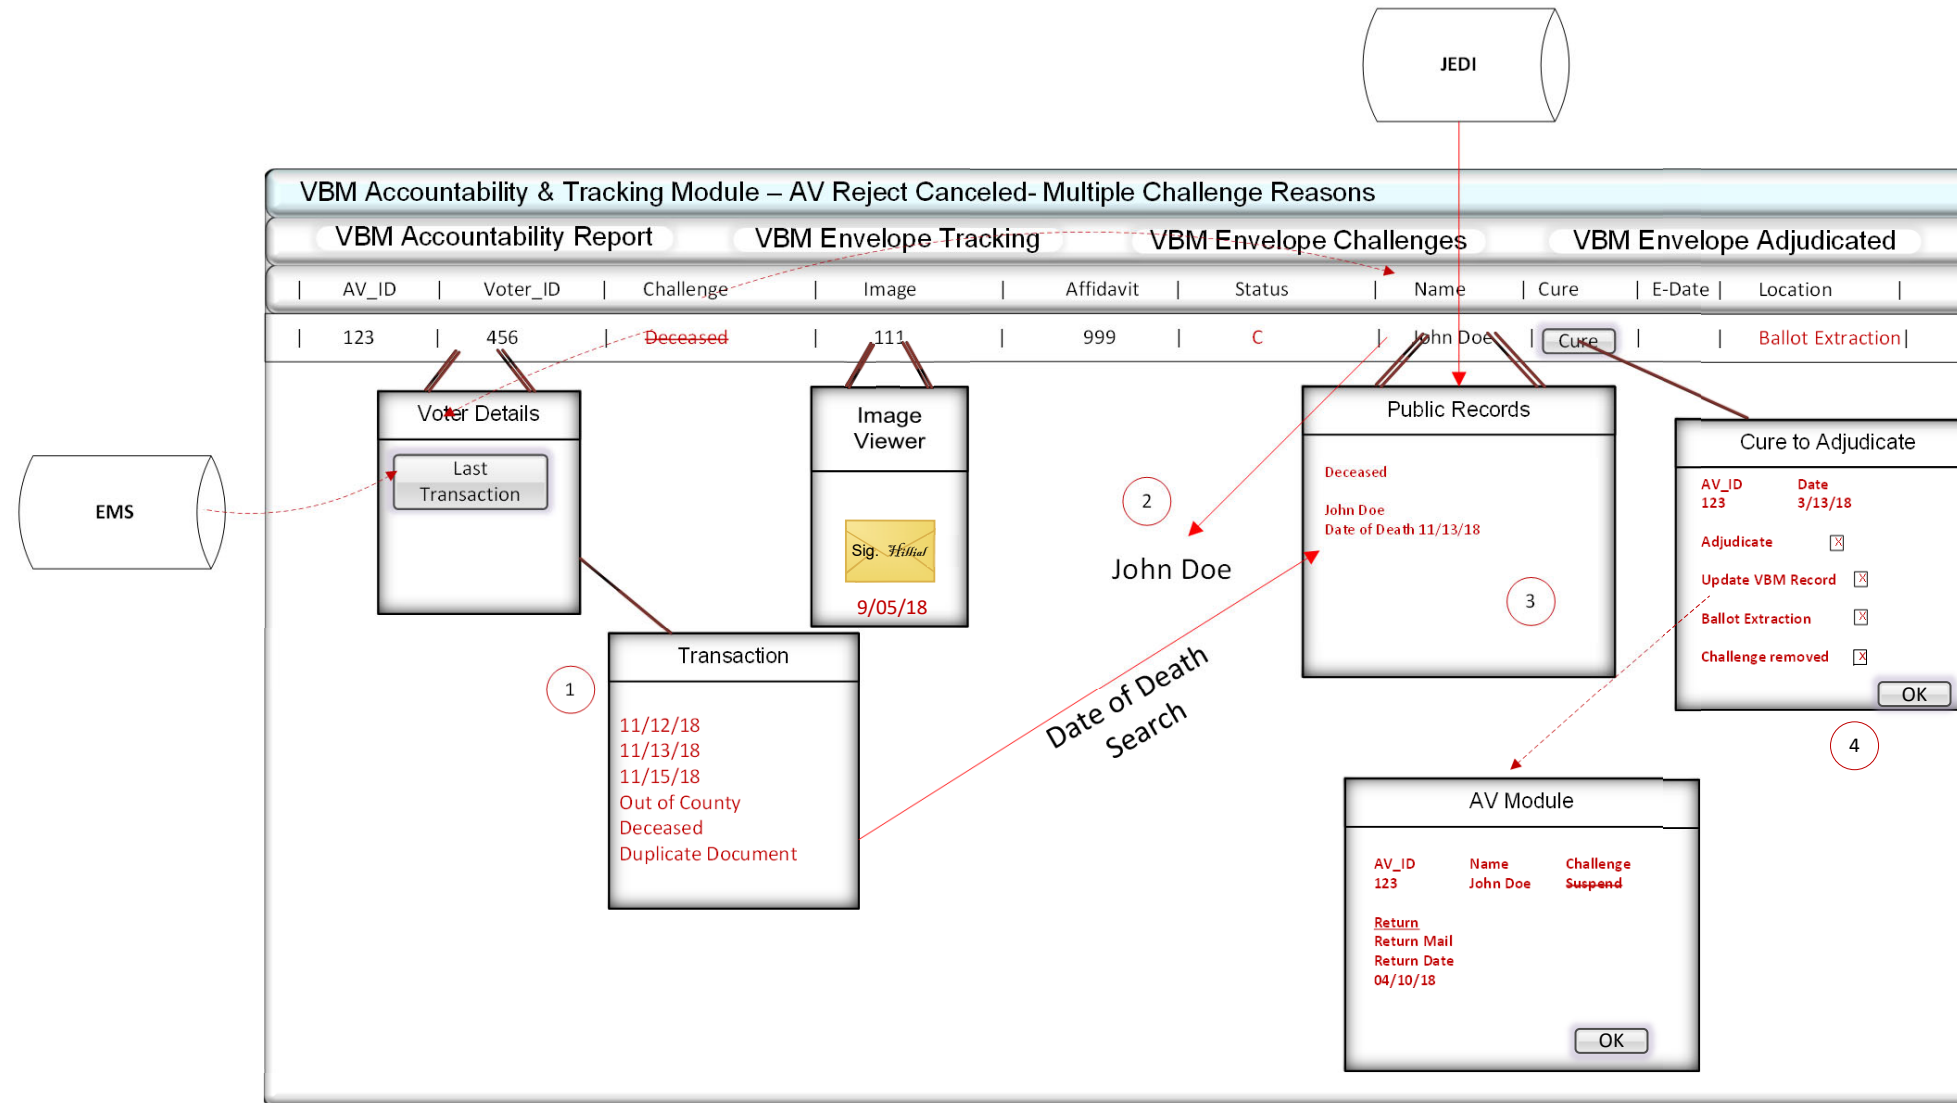 JEDI
VBM Accountability & Tracking Module – AV Reject Canceled- Multiple Challenge Reasons
VBM Accountability Report VBM Envelope Tracking VBM Envelope Challenges VBM Envelope Adjudicated
| AV_ID | Voter_ID | Challenge | Image | Affidavit | Status | Name | Cure | E-Date | Location |
| 123 | 456 | Deceased | 111 | 999 | C | John Doe | Cure | | Ballot Extraction |
EMS
Voter Details
Last
Transaction
Image
Viewer
Sig.
9/05/18
1
Transaction
11/12/18
11/13/18
11/15/18
Out of County
Deceased
Duplicate Document
2
John Doe
Date of Death
Search
Public Records
Deceased
John Doe
Date of Death 11/13/18
3
Cure to Adjudicate
AV_ID Date
123 3/13/18
Adjudicate X
Update VBM Record X
Ballot Extraction X
Challenge removed X
OK
4
AV Module
AV_ID Name Challenge
123 John Doe Suspend
Return
Return Mail
Return Date
04/10/18
OK